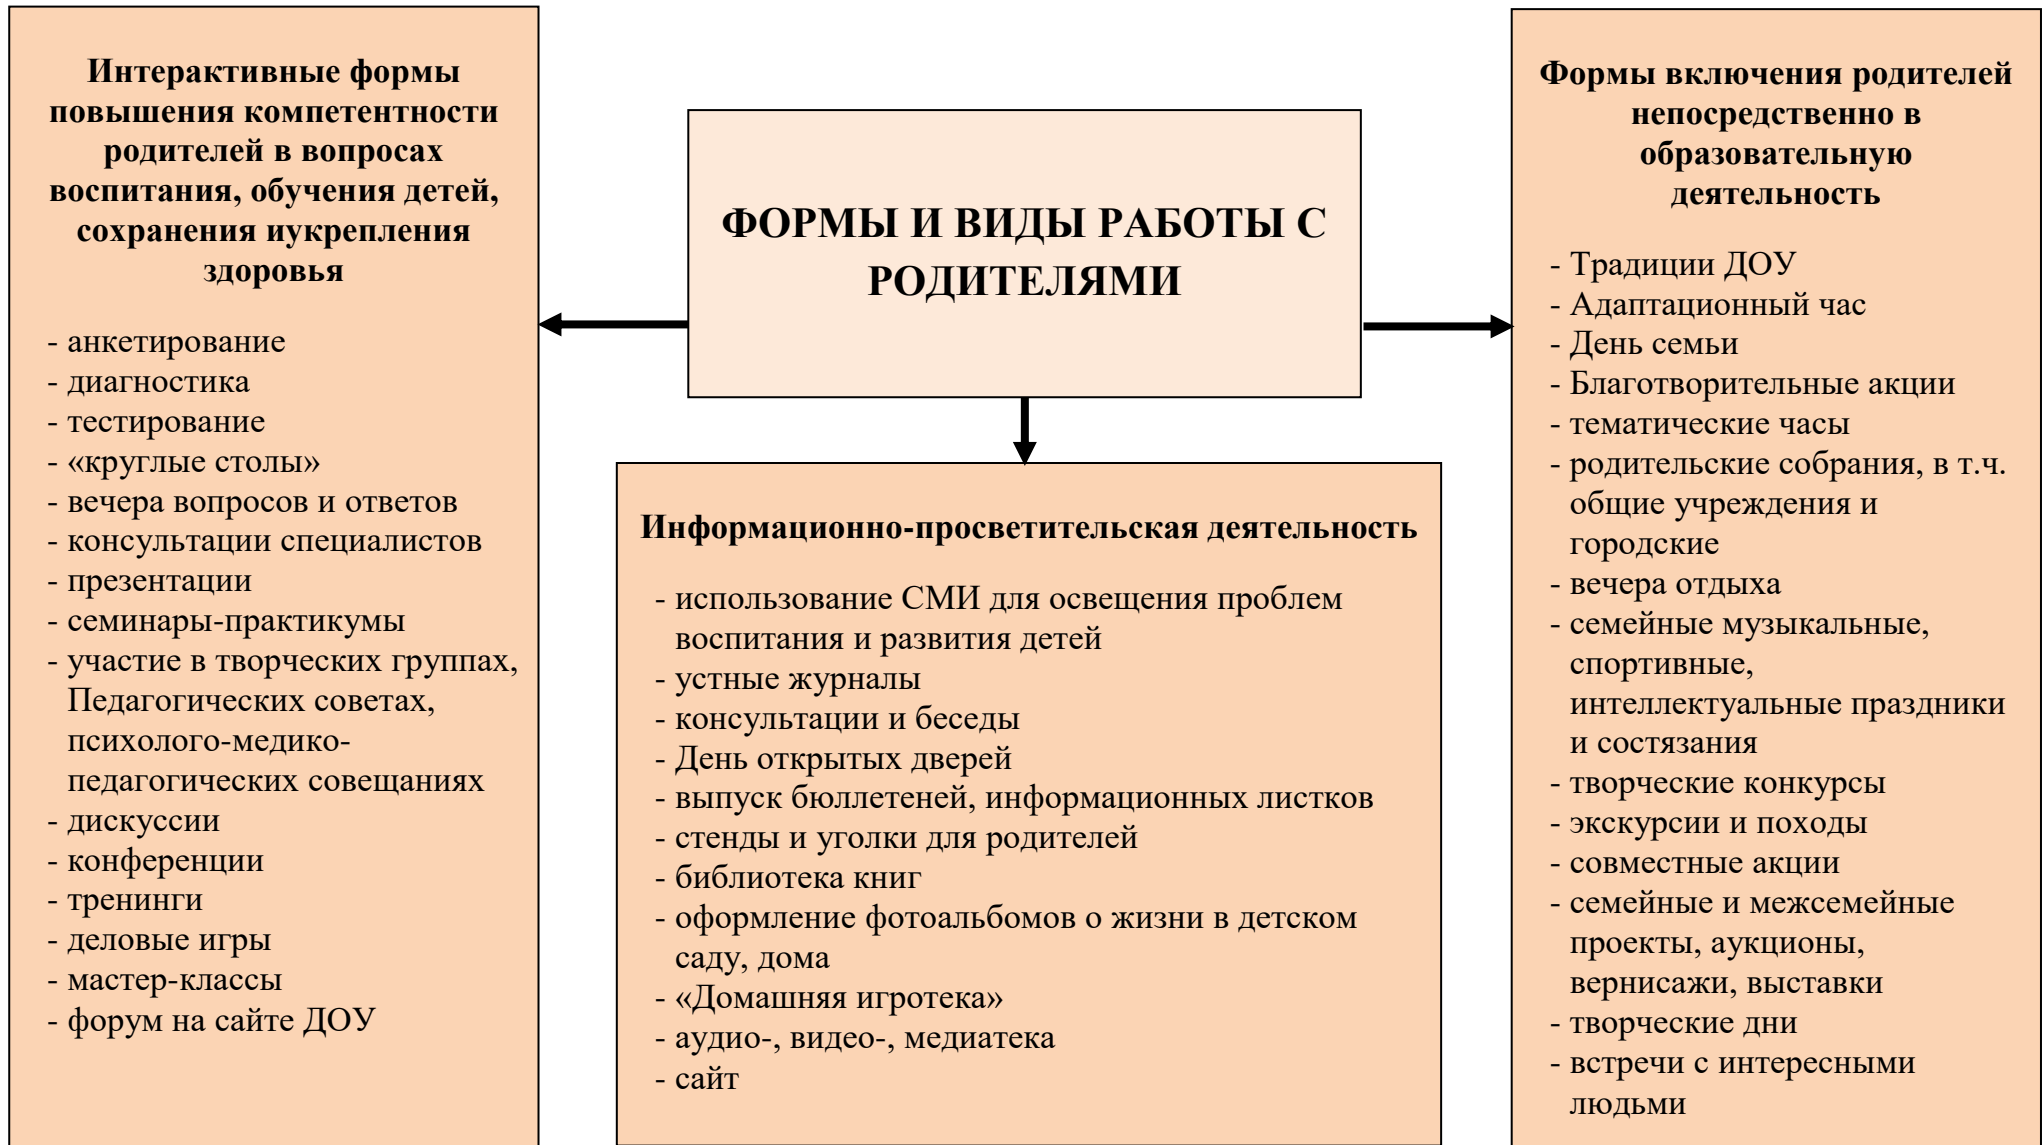 Интерактивные формы
повышения компетентности
родителей в вопросах
воспитания, обучения детей,
сохранения иукрепления
здоровья
- анкетирование
- диагностика
- тестирование
- «круглые столы»
- вечера вопросов и ответов
- консультации специалистов
- презентации
- семинары-практикумы
- участие в творческих группах,
Педагогических советах,
психолого-медико-
педагогических совещаниях
- дискуссии
- конференции
- тренинги
- деловые игры
- мастер-классы
- форум на сайте ДОУ
ФОРМЫ И ВИДЫ РАБОТЫ С
РОДИТЕЛЯМИ
Информационно-просветительская деятельность
- использование СМИ для освещения проблем
воспитания и развития детей
- устные журналы
- консультации и беседы
- День открытых дверей
- выпуск бюллетеней, информационных листков
- стенды и уголки для родителей
- библиотека книг
- оформление фотоальбомов о жизни в детском
саду, дома
- «Домашняя игротека»
- аудио-, видео-, медиатека
- сайт
Формы включения родителей
непосредственно в
образовательную
деятельность
- Традиции ДОУ
- Адаптационный час
- День семьи
- Благотворительные акции
- тематические часы
- родительские собрания, в т.ч.
общие учреждения и
городские
- вечера отдыха
- семейные музыкальные,
спортивные,
интеллектуальные праздники
и состязания
- творческие конкурсы
- экскурсии и походы
- совместные акции
- семейные и межсемейные
проекты, аукционы,
вернисажи, выставки
- творческие дни
- встречи с интересными
людьми